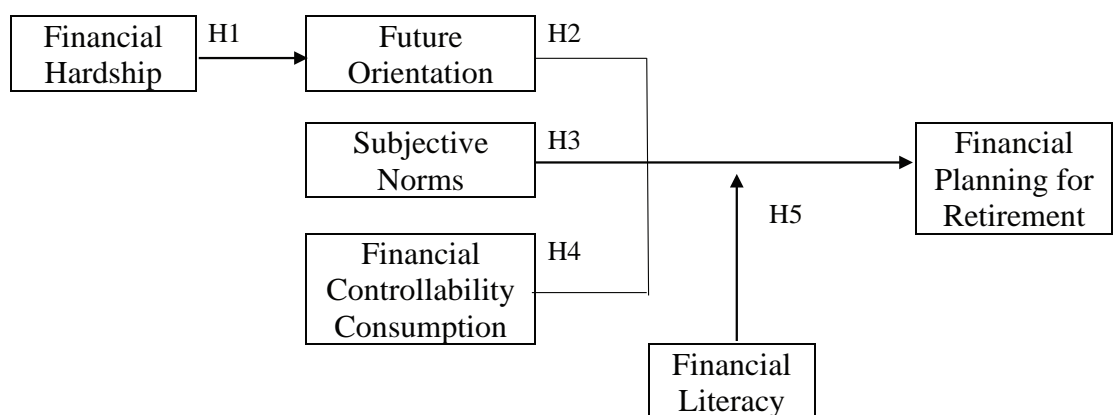 Financial
Hardship
H1
Future
Orientation
H2
Subjective
Norms
H3
Financial
Controllability
Consumption
H4
H5
Financial
Literacy
Financial
Planning for
Retirement